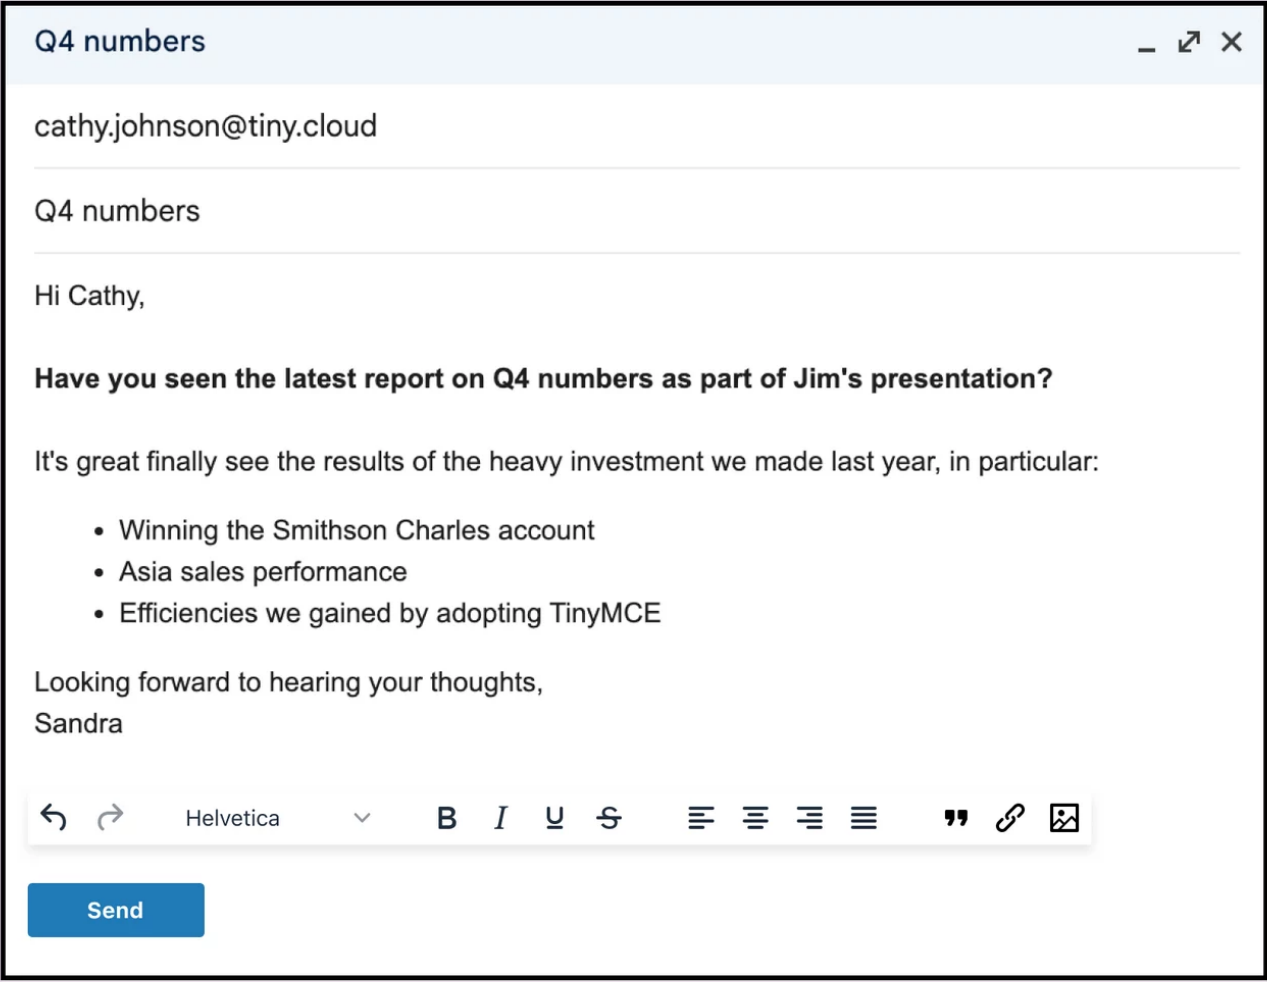 Q4 numbers
cathy.johnson@tiny.cloud
Q4 numbers
Hi Cathy,
Have you seen the latest report on Q4 numbers as part of Jim's presentation?
It's great finally see the results of the heavy investment we made last year, in particular:
• Winning the Smithson Charles account
• Asia sales performance
• Efficiencies we gained by adopting TinyMCE
Looking forward to hearing your thoughts,
Sandra
Helvetica B I U S
Send